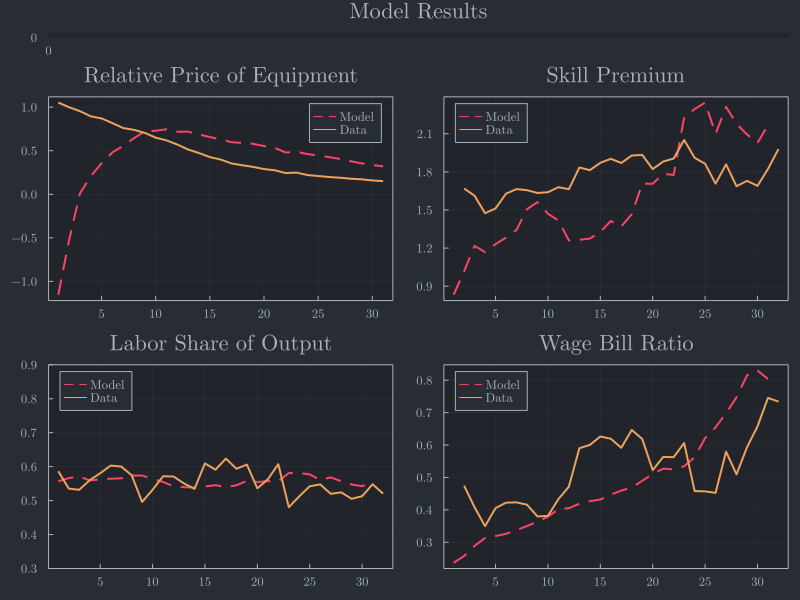 Model Results
0
0
Relative Price of Equipment
Skill Premium
1.0
0.5
0.0
−0.5
−1.0
Model
Data
5 10 15 20 25 30
2.1
1.8
1.5
1.2
0.9
Model
Data
5 10 15 20 25 30
Labor Share of Output
Wage Bill Ratio
0.9
0.8
0.7
0.6
0.5
0.4
0.3
Model
Data
5 10 15 20 25 30
0.8
0.7
0.6
0.5
0.4
0.3
Model
Data
5 10 15 20 25 30